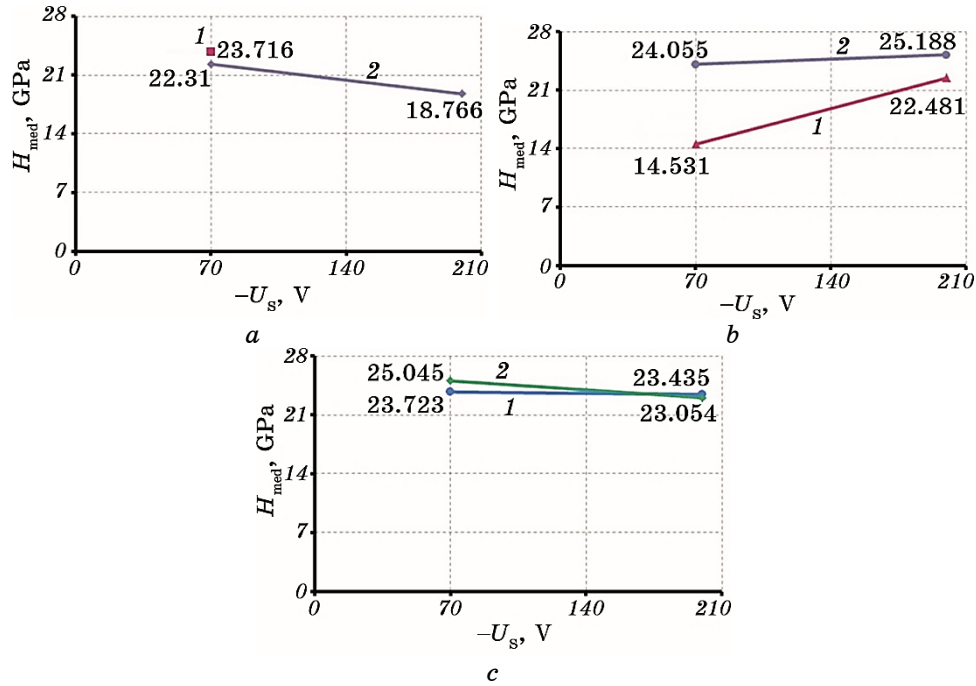 28
21
14
7
0
H_med, GPa
1
23.716
22.31
2
18.766
0 70 140 210
–U_S, V
a
28
21
14
7
0
H_med, GPa
24.055
2
25.188
14.531
1
22.481
0 70 140 210
–U_S, V
b
28
21
14
7
0
H_med, GPa
25.045
2
23.435
23.723
1
23.054
0 70 140 210
–U_S, V
c